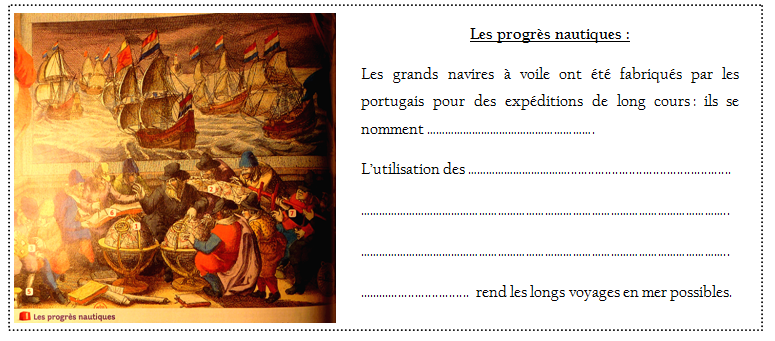 Les progrès nautiques :
Les grands navires à voile ont été fabriqués par les
portugais pour des expéditions de long cours : ils se
nomment ......................................................
L'utilisation des ....................................................................................
........................................................................................................................
........................................................................................................................
.................................. rend les longs voyages en mer possibles.
Les progrès nautiques